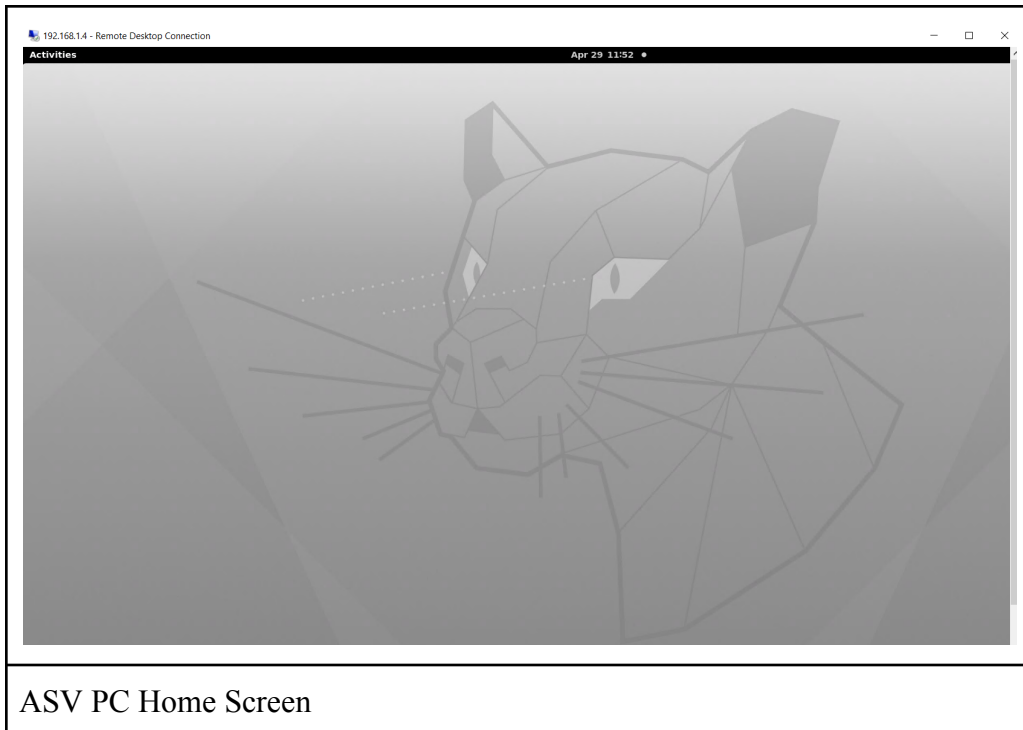 192.168.1.4 - Remote Desktop Connection
Activities
Apr 29 11:52
ASV PC Home Screen